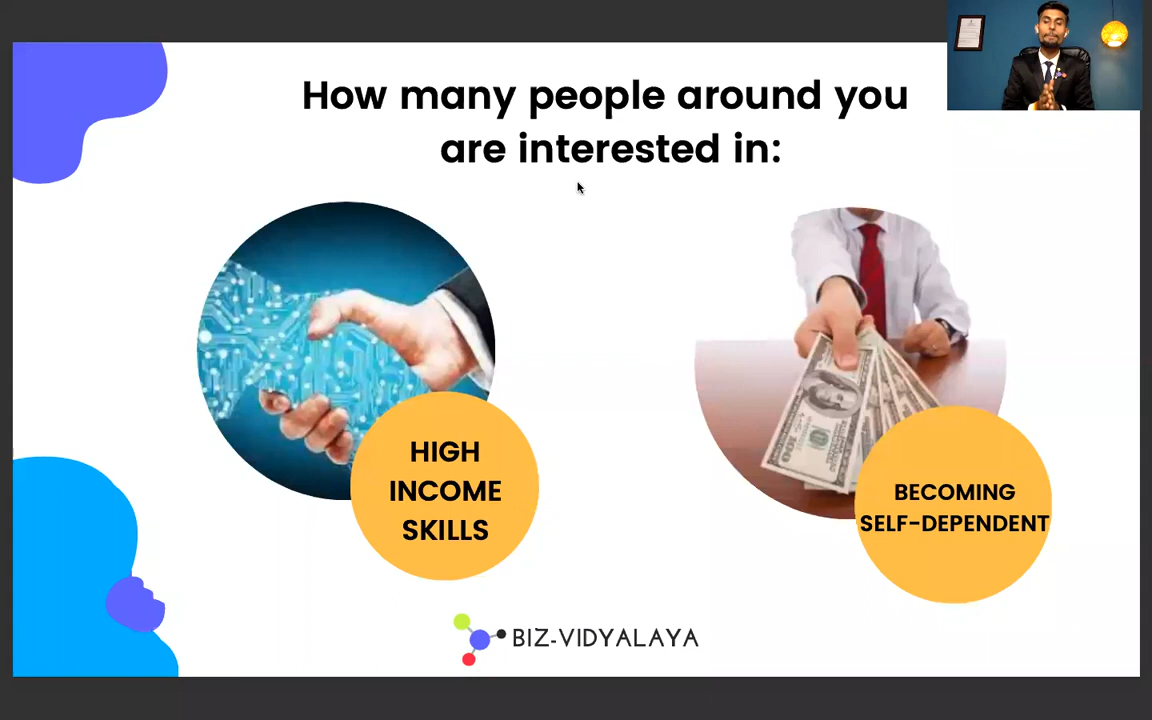 How many people around you
are interested in:
HIGH
INCOME
SKILLS
BECOMING
SELF-DEPENDENT
BIZ-VIDYALAYA